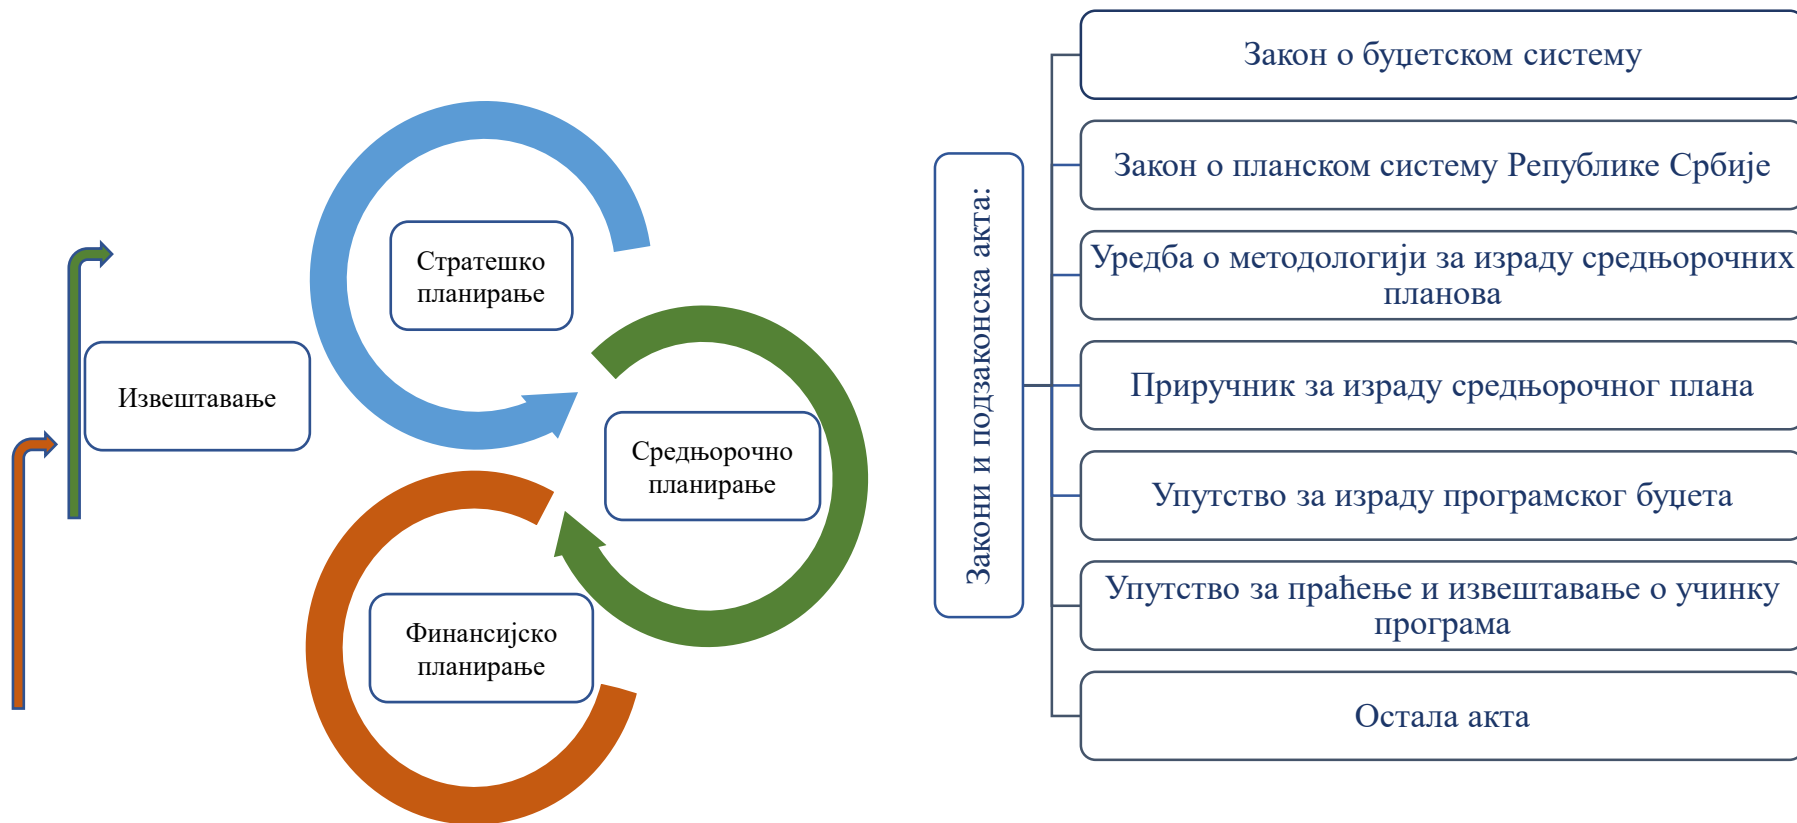 Стратешко
планирање
Извештавање
Средњорочно
планирање
Финансијско
планирање
Закони и подзаконска акта:
Закон о буџетском систему
Закон о планском систему Републике Србије
Уредба о методологији за израду средњорочних
планова
Приручник за израду средњорочног плана
Упутство за израду програмског буџета
Упутство за праћење и извештавање о учинку
програма
Остала акта